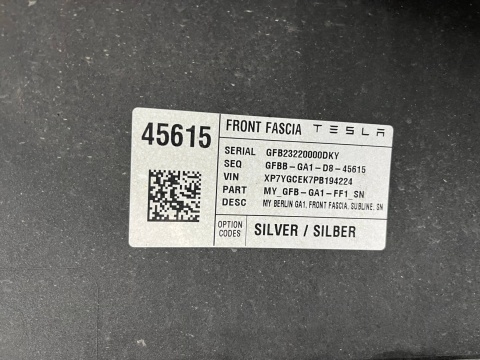 45615
FRONT FASCIA TESLA
SERIAL GFB23220000DKY
SEQ GFBB-GA1-D8-45615
VIN XP7YGCEK7PB194224
PART MY_GFB-GA1-FF1_SN
DESC MY BERLIN GA1. FRONT FASCIA. SUBLINE. SN
OPTION CODES SILVER / SILBER